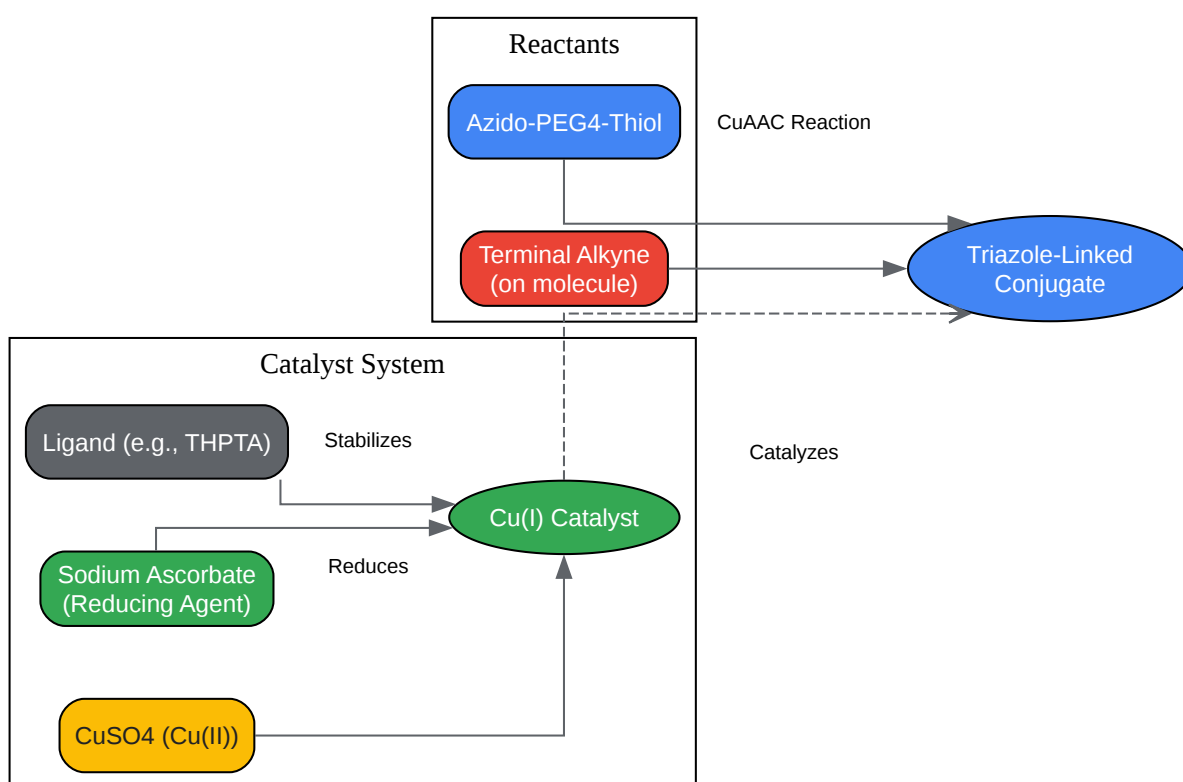 Reactants
Azido-PEG4-Thiol
CuAAC Reaction
Terminal Alkyne
(on molecule)
Triazole-Linked
Conjugate
Catalyst System
Ligand (e.g., THPTA)
Stabilizes
Catalyzes
Cu(I) Catalyst
Reduces
Sodium Ascorbate
(Reducing Agent)
CuSO4 (Cu(II))